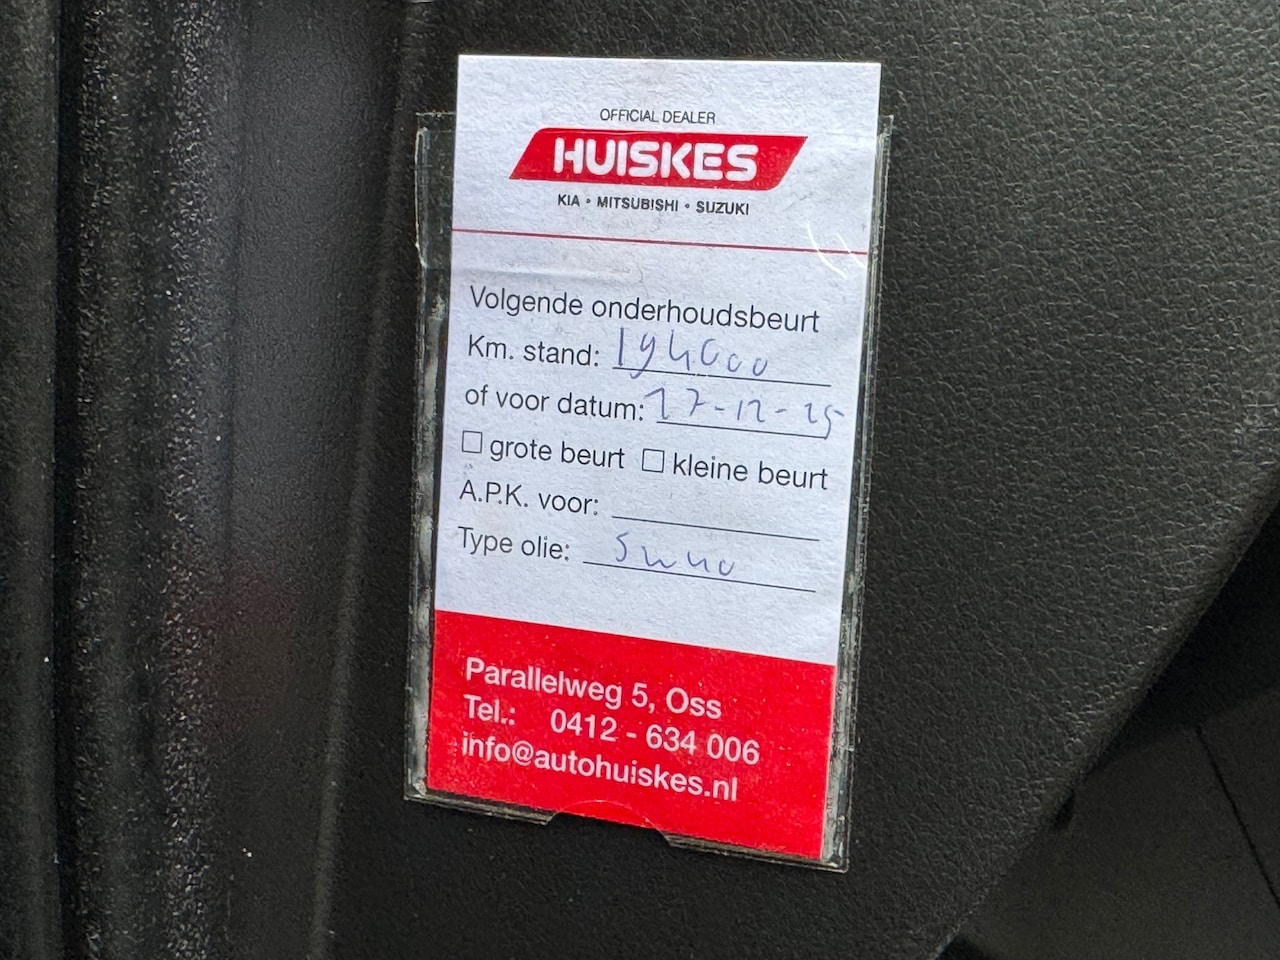 OFFICIAL DEALER
HUISKES
KIA • MITSUBISHI • SUZUKI
Volgende onderhoudsbeurt
Km. stand: 194000
of voor datum: 17-12-25
☐ grote beurt ☐ kleine beurt
A.P.K. voor:
Type olie: 5w40
Parallelweg 5, Oss
Tel.: 0412 - 634 006
info@autohuiskes.nl